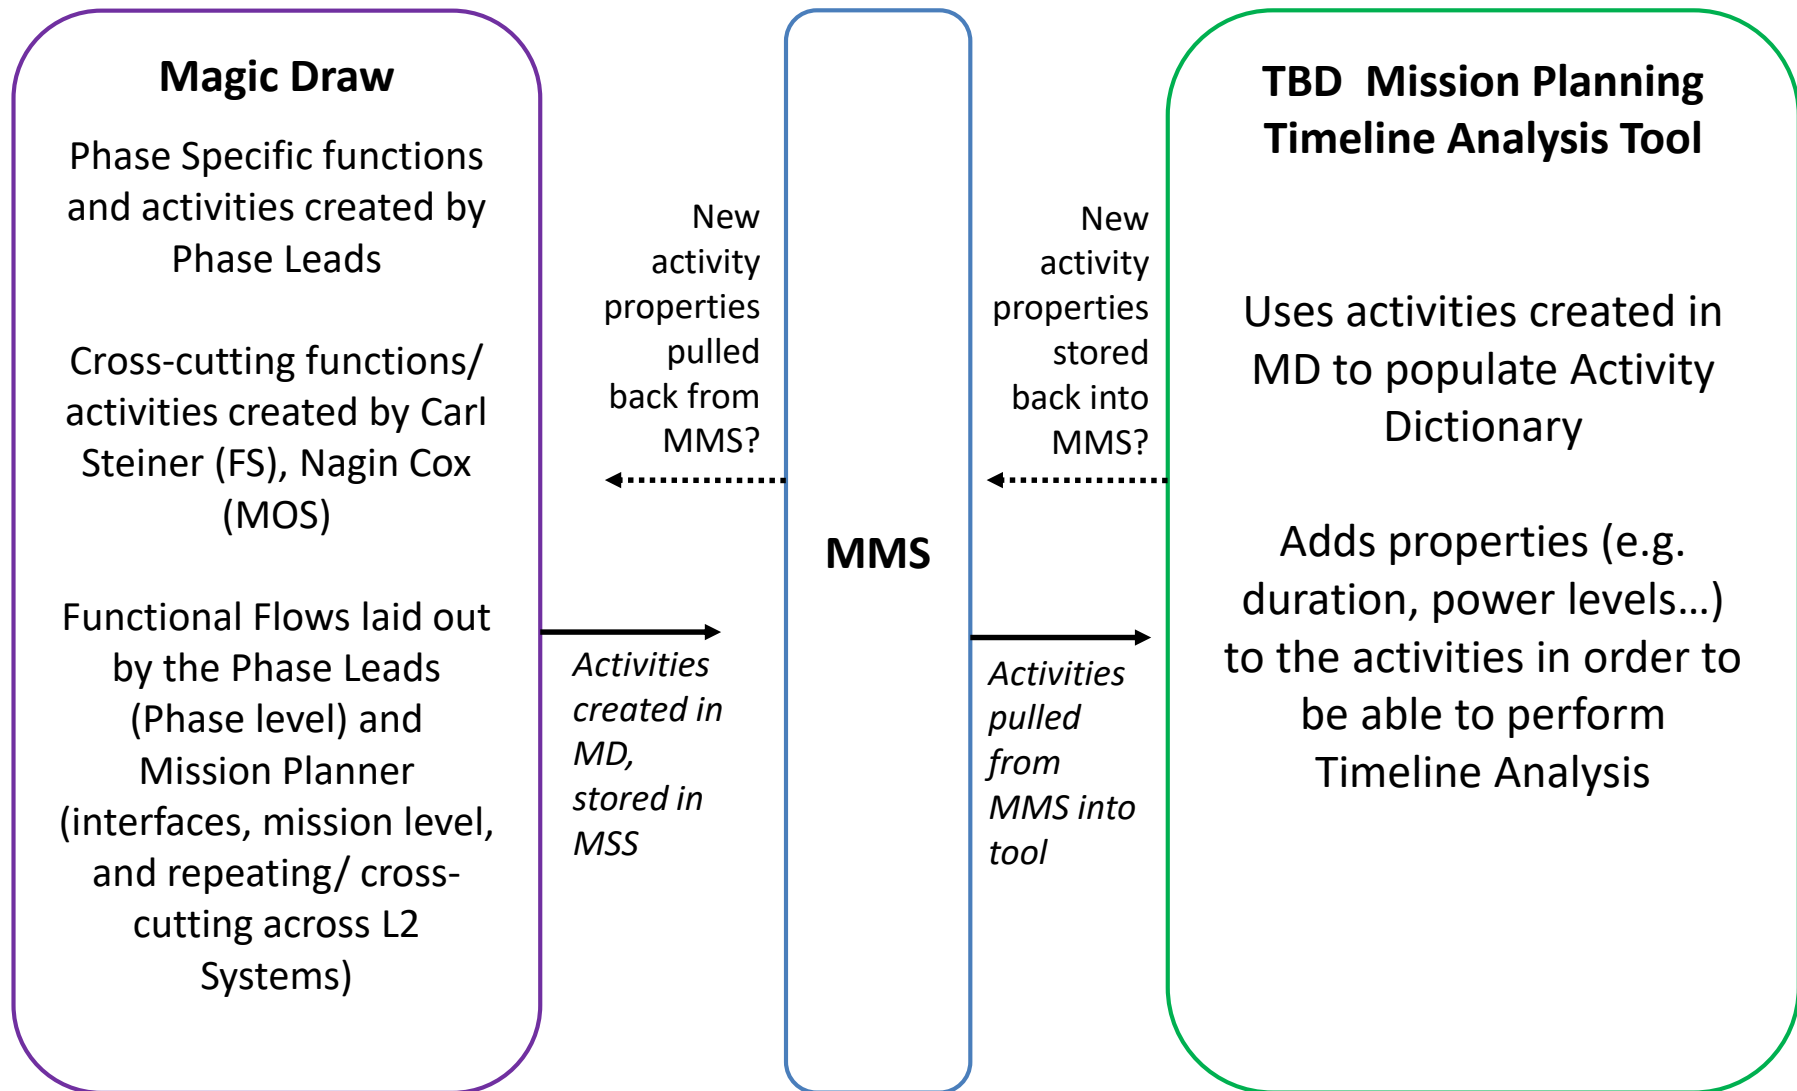 Magic Draw
Phase Specific functions
and activities created by
Phase Leads
Cross-cutting functions/
activities created by Carl
Steiner (FS), Nagin Cox
(MOS)
Functional Flows laid out
by the Phase Leads
(Phase level) and
Mission Planner
(interfaces, mission level,
and repeating/ cross-
cutting across L2
Systems)
New
activity
properties
pulled
back from
MMS?
Activities
created in
MD,
stored in
MSS
MMS
New
activity
properties
stored
back into
MMS?
Activities
pulled
from
MMS into
tool
TBD  Mission Planning
Timeline Analysis Tool
Uses activities created in
MD to populate Activity
Dictionary
Adds properties (e.g.
duration, power levels…)
to the activities in order to
be able to perform
Timeline Analysis